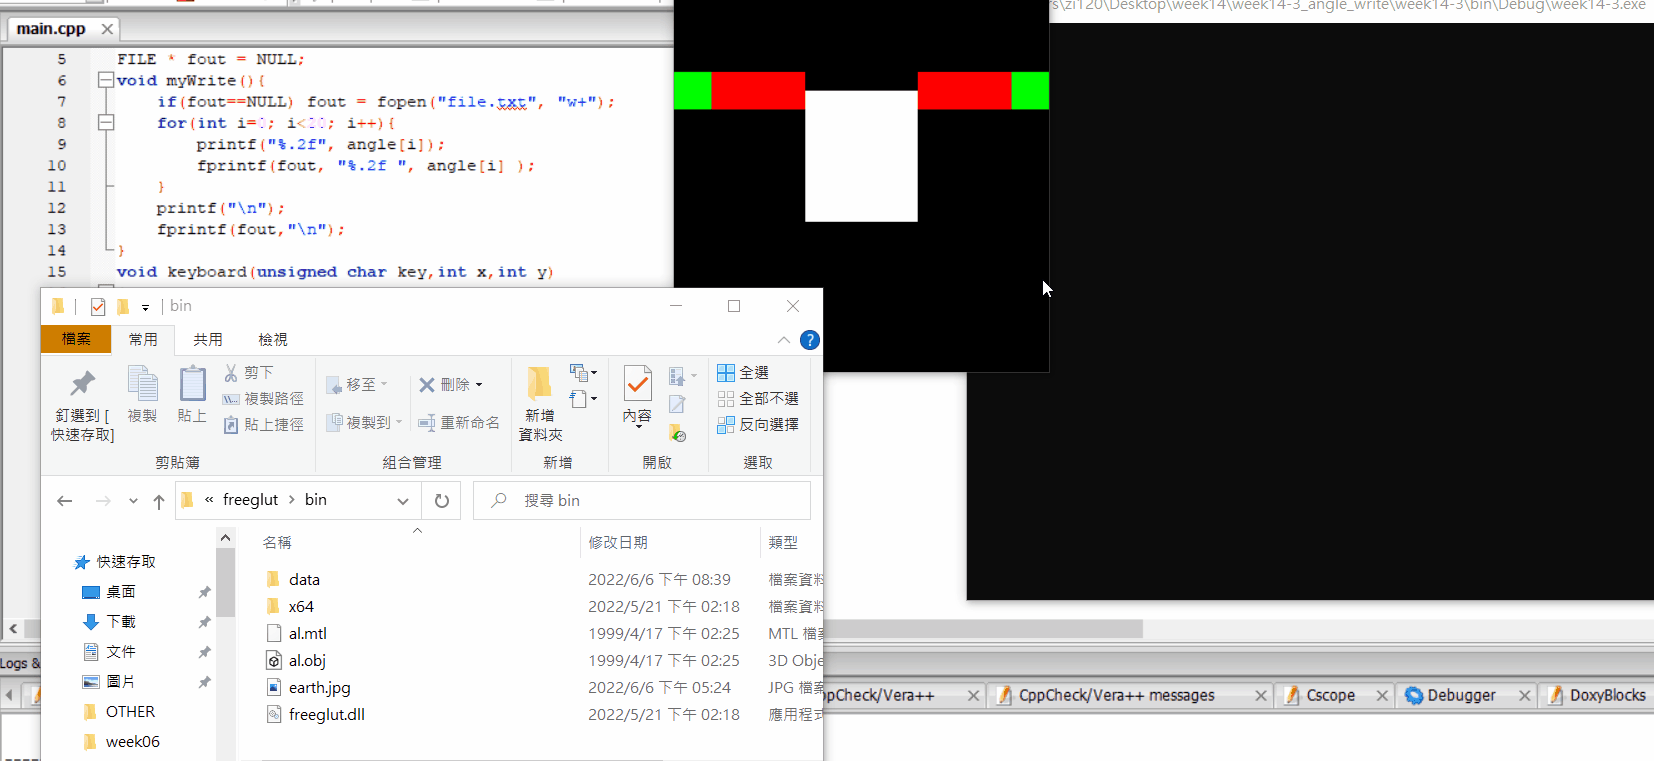 rs\zi120\Desktop\week14\week14-3_angle_write\week14-3\bin\Debug\week14-3.exe
main.cpp
5 FILE * fout = NULL;
6 void myWrite(){
7 if(fout==NULL) fout = fopen("file.txt", "w+");
8 for(int i=0; i<20; i++){
9 printf("%.2f", angle[i]);
10 fprintf(fout, "%.2f ", angle[i] );
11 }
12 printf("\n");
13 fprintf(fout,"\n");
14 }
15 void keyboard(unsigned char key,int x,int y)
bin
檔案 常用 共用 檢視
?
釘選到 [快速存取]
複製
貼上
剪下
複製路徑
貼上捷徑
剪貼簿
移至
複製到
刪除
重新命名
組合管理
新增
資料夾
新增
內容
開啟
全選
全部不選
反向選擇
選取
« freeglut > bin
搜尋 bin
名稱 修改日期 類型
data 2022/6/6 下午 08:39 檔案資料
x64 2022/5/21 下午 02:18 檔案資料
al.mtl 1999/4/17 下午 02:25 MTL 檔案
al.obj 1999/4/17 下午 02:25 3D Obje
earth.jpg 2022/6/6 下午 05:24 JPG 檔案
freeglut.dll 2022/5/21 下午 02:18 應用程式
快速存取
桌面
下載
文件
圖片
OTHER
week06
Logs &
ppCheck/Vera++
CppCheck/Vera++ messages
Cscope
Debugger
DoxyBlocks